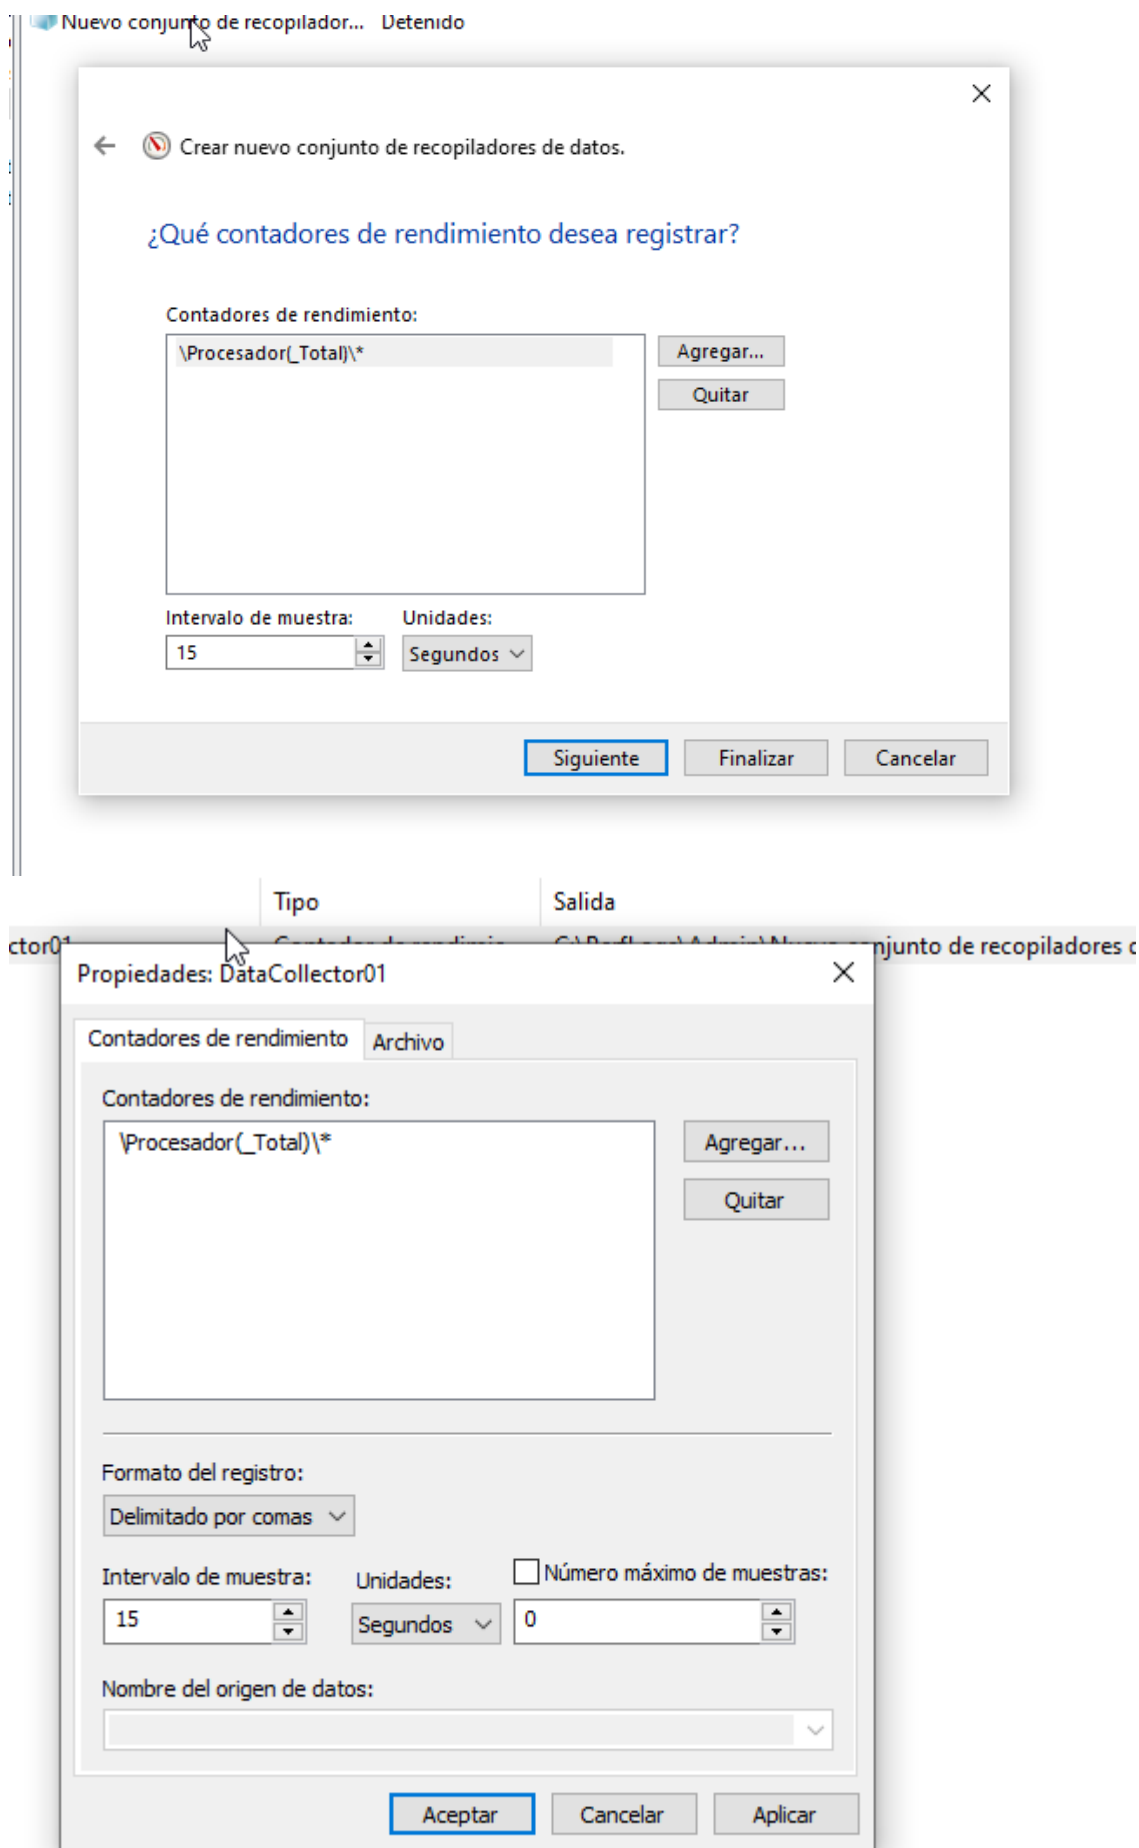 Nuevo conjunto de recopilador... Detenido
Crear nuevo conjunto de recopiladores de datos.
¿Qué contadores de rendimiento desea registrar?
Contadores de rendimiento:
\Procesador(_Total)\*
Agregar...
Quitar
Intervalo de muestra: Unidades:
15 Segundos
Siguiente Finalizar Cancelar
Tipo Salida
ctor01 njunto de recopiladores
Propiedades: DataCollector01
Contadores de rendimiento Archivo
Contadores de rendimiento:
\Procesador(_Total)\*
Agregar...
Quitar
Formato del registro:
Delimitado por comas
Intervalo de muestra: Unidades: Número máximo de muestras:
15 Segundos 0
Nombre del origen de datos:
Aceptar Cancelar Aplicar